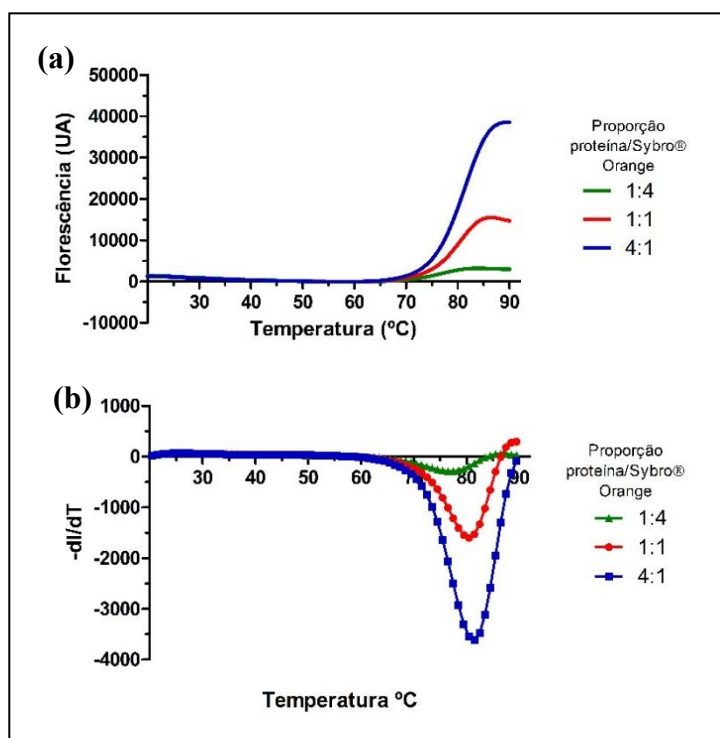 (a)
50000
40000
30000
20000
10000
0
-10000
Florescência (UA)
30 40 50 60 70 80 90
Temperatura (ºC)
Proporção
proteína/Sybro®
Orange
1:4
1:1
4:1
(b)
1000
0
-1000
-2000
-3000
-4000
-dI/dT
30 40 50 60 70 80 90
Temperatura ºC
Proporção
proteína/Sybro®
Orange
1:4
1:1
4:1